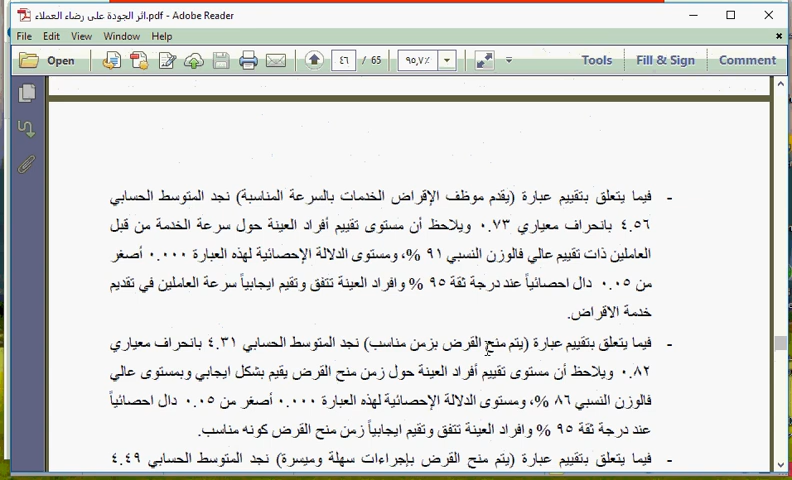 اثر الجودة على رضاء العملاء.pdf - Adobe Reader
File Edit View Window Help
Open ٤٦ / 65 ٩٥,٧٪ Tools Fill & Sign Comment
- فيما يتعلق بتقييم عبارة (يقدم موظف الإقراض الخدمات بالسرعة المناسبة) نجد المتوسط الحسابي
٤.٥٦ بانحراف معياري ٠.٧٣ ويلاحظ أن مستوى تقييم أفراد العينة حول سرعة الخدمة من قبل
العاملين ذات تقييم عالي فالوزن النسبي ٩١ %، ومستوى الدلالة الإحصائية لهذه العبارة ٠.٠٠٠ أصغر
من ٠.٠٥ دال احصائياً عند درجة ثقة ٩٥ % وافراد العينة تتفق وتقيم ايجابياً سرعة العاملين في تقديم
خدمة الاقراض.
- فيما يتعلق بتقييم عبارة (يتم منح القرض بزمن مناسب) نجد المتوسط الحسابي ٤.٣١ بانحراف معياري
٠.٨٢ ويلاحظ أن مستوى تقييم أفراد العينة حول زمن منح القرض يقيم بشكل ايجابي وبمستوى عالي
فالوزن النسبي ٨٦ %، ومستوى الدلالة الإحصائية لهذه العبارة ٠.٠٠٠ أصغر من ٠.٠٥ دال احصائياً
عند درجة ثقة ٩٥ % وافراد العينة تتفق وتقيم ايجابياً زمن منح القرض كونه مناسب.
- فيما يتعلق بتقييم عبارة (يتم منح القرض بإجراءات سهلة وميسرة) نجد المتوسط الحسابي ٤.٤٩